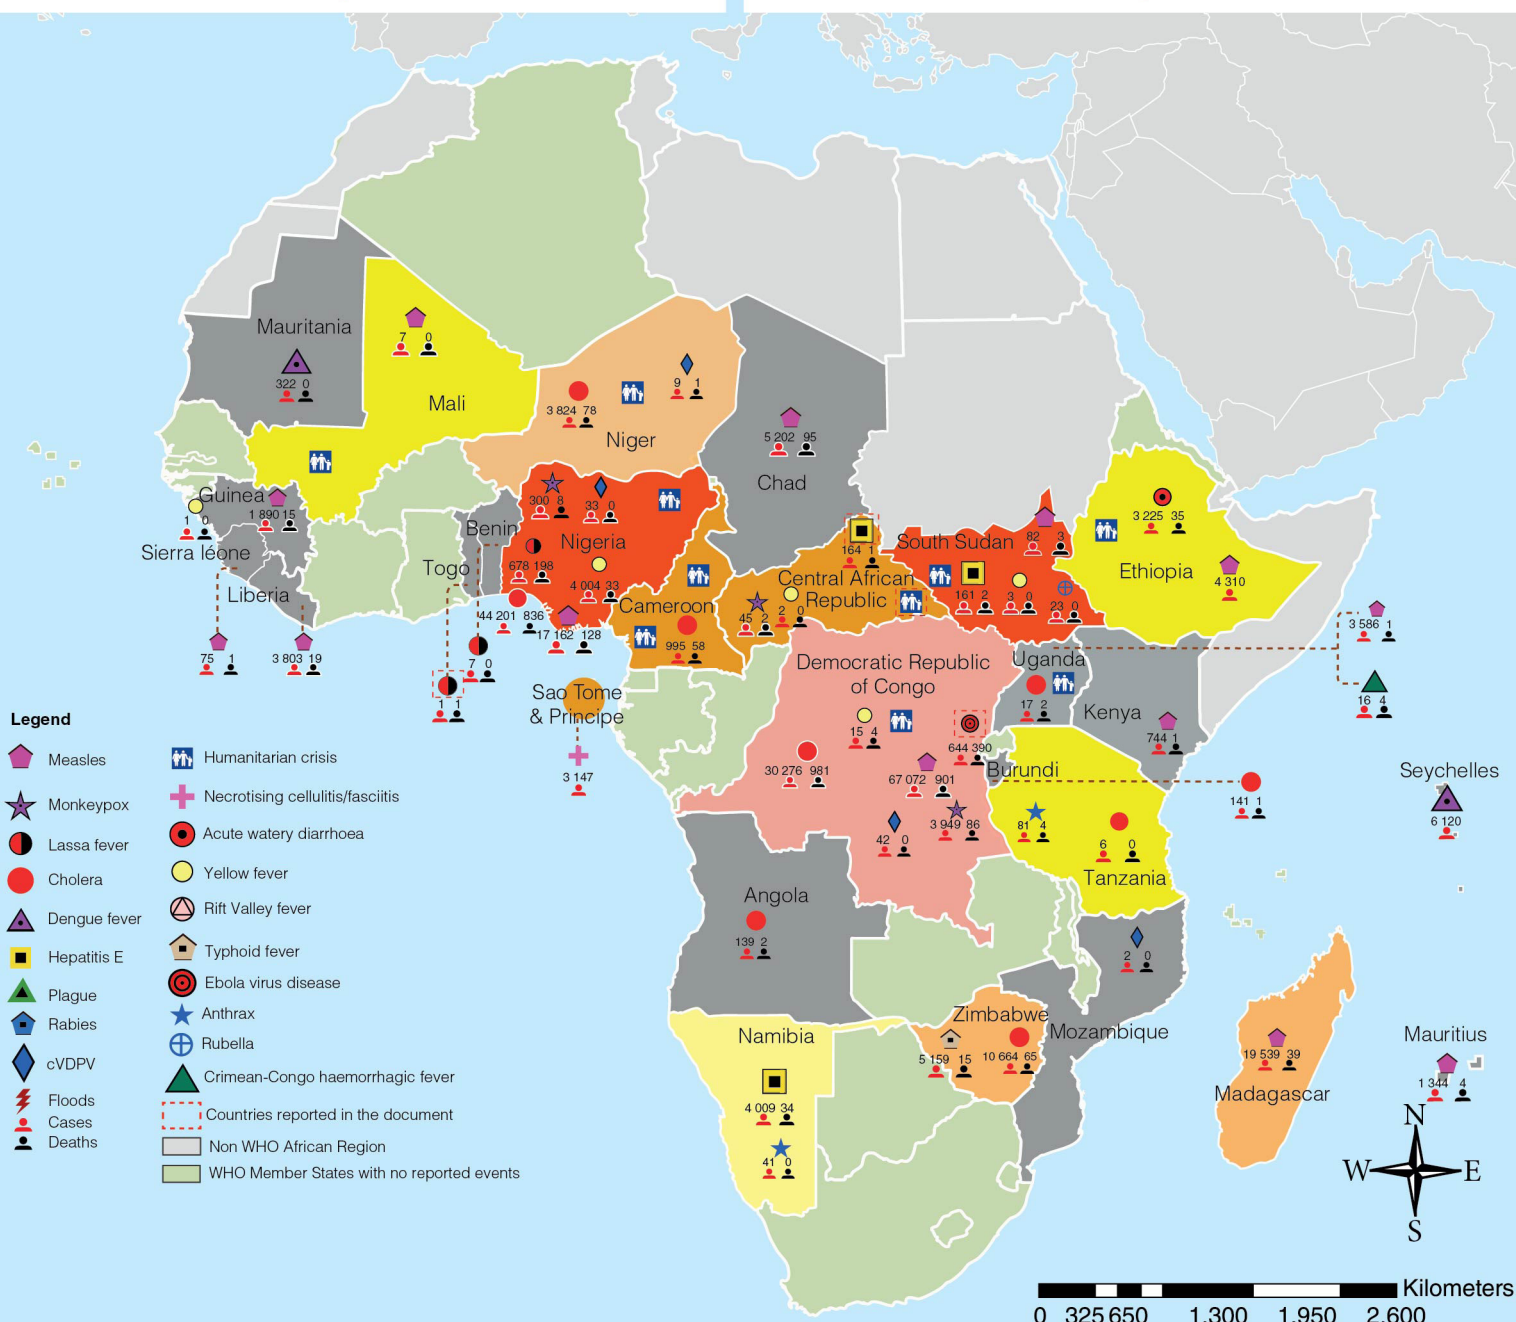 Mauritania
322 0
7 0
Mali
3 824 78
9 1
Niger
5 202 95
Chad
Guinea
1 0
1 890 15
Sierra léone
Liberia
75 1
3 803 19
Benin
Togo
300 8
33 0
Nigeria
678 198
4 004 33
44 201 836
17 162 128
7 0
1 1
Cameroon
995 58
164 1
Central African
Republic
45 2
2 0
South Sudan
82 3
161 2
3 0
23 0
3 225 35
Ethiopia
4 310
3 586 1
16 4
Sao Tome
& Principe
3 147
Democratic Republic
of Congo
15 4
644 390
30 276 981
67 072 901
3 949 86
42 0
Uganda
17 2
Kenya
744 1
Burundi
141 1
81 4
6 0
Tanzania
Seychelles
6 120
Angola
139 2
2 0
Mozambique
Zimbabwe
5 159 15
10 664 65
Namibia
4 009 34
41 0
19 539 39
Madagascar
Mauritius
1 344 4
Legend
Measles
Monkeypox
Lassa fever
Cholera
Dengue fever
Hepatitis E
Plague
Rabies
cVDPV
Floods
Cases
Deaths
Humanitarian crisis
Necrotising cellulitis/fasciitis
Acute watery diarrhoea
Yellow fever
Rift Valley fever
Typhoid fever
Ebola virus disease
Anthrax
Rubella
Crimean-Congo haemorrhagic fever
Countries reported in the document
Non WHO African Region
WHO Member States with no reported events
N
W E
S
Kilometers
0 325 650 1.300 1.950 2.600